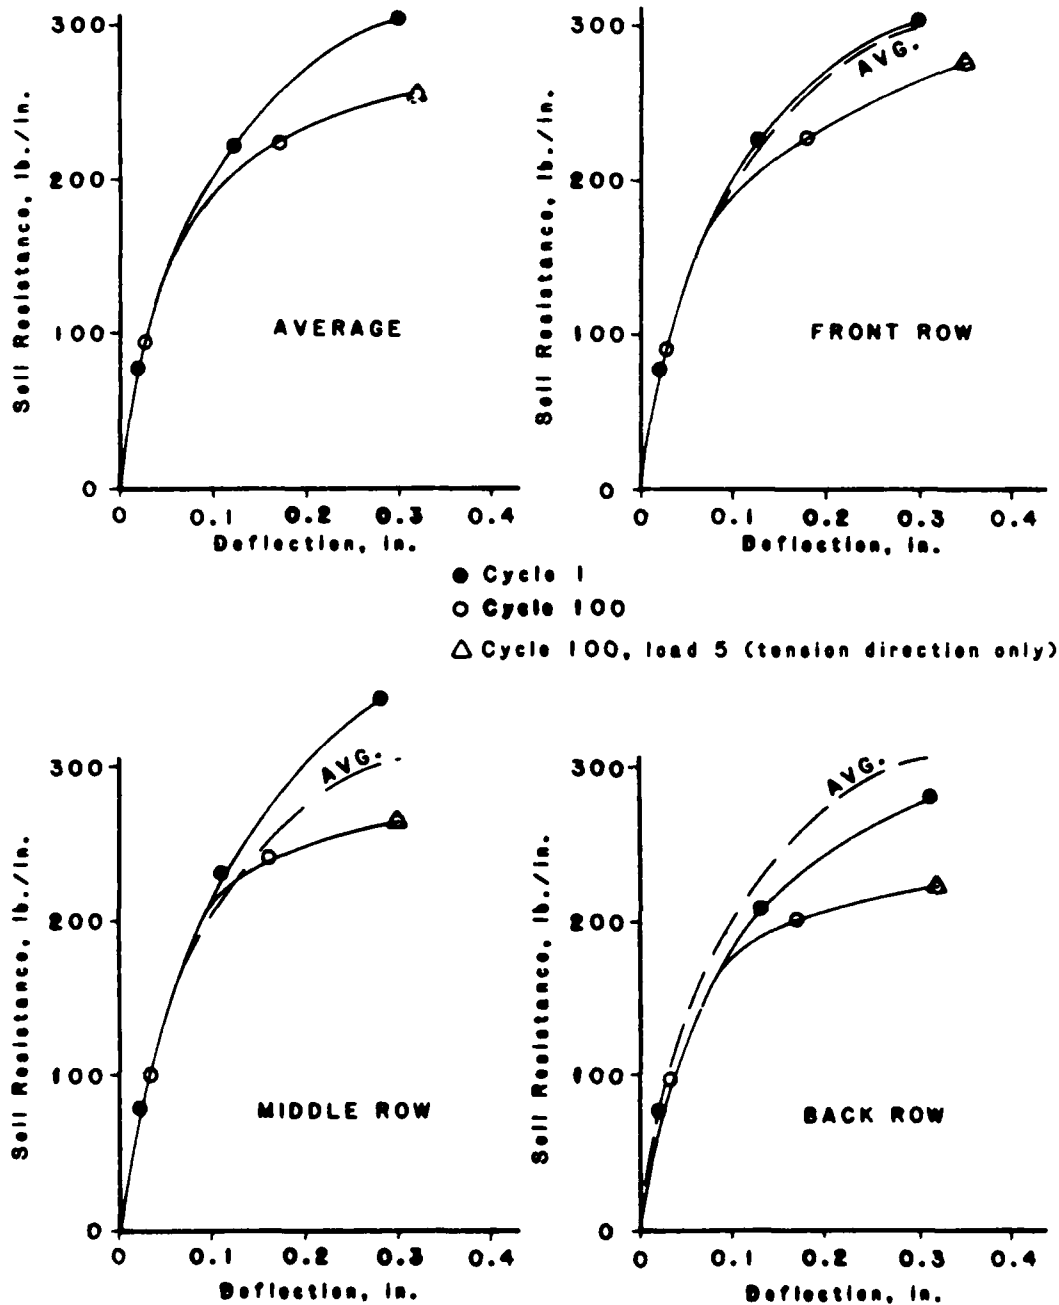 300
200
100
0
Soil Resistance, lb./in.
AVERAGE
0 0.1 0.2 0.3 0.4
Deflection, in.
300
200
100
0
Soil Resistance, lb./in.
AVG.
FRONT ROW
0 0.1 0.2 0.3 0.4
Deflection, in.
Cycle 1
Cycle 100
Cycle 100, load 5 (tension direction only)
300
200
100
0
Soil Resistance, lb./in.
AVG.
MIDDLE ROW
0 0.1 0.2 0.3 0.4
Deflection, in.
300
200
100
0
Soil Resistance, lb./in.
AVG.
BACK ROW
0 0.1 0.2 0.3 0.4
Deflection, in.